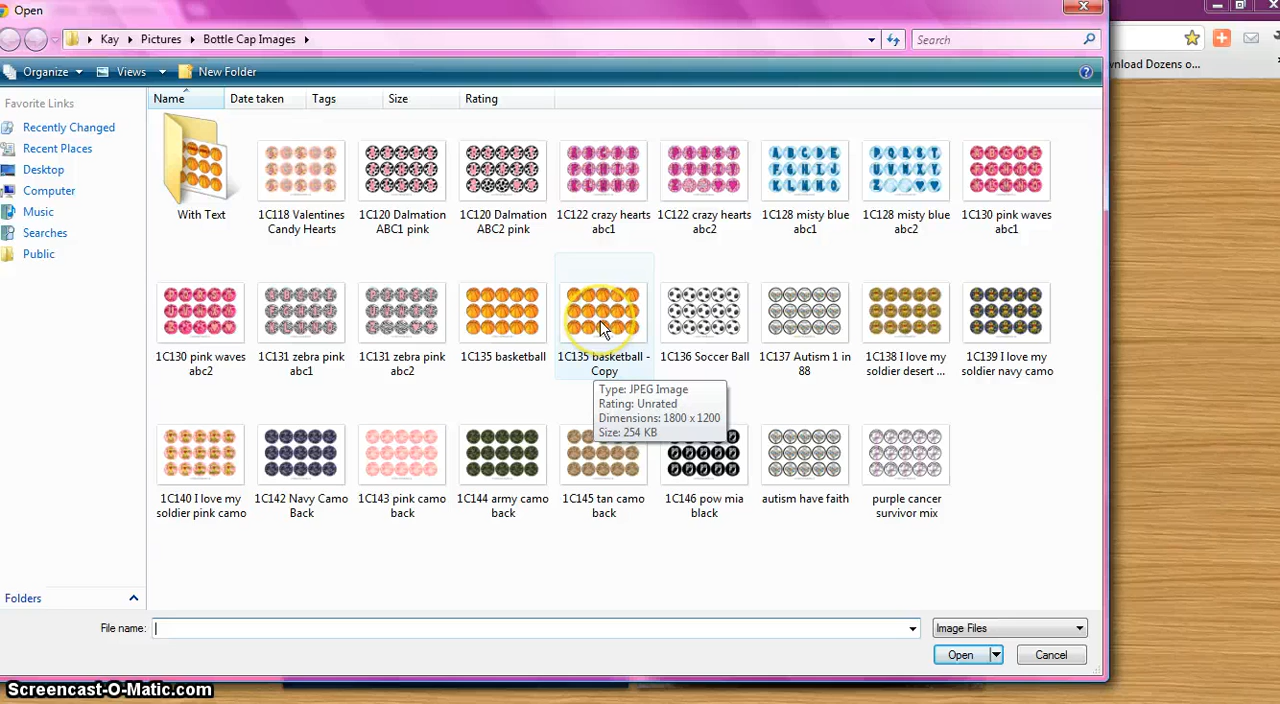 Open
Kay
Pictures
Bottle Cap Images
Search
Organize
Views
New Folder
wnload Dozens o...
Favorite Links
Recently Changed
Recent Places
Desktop
Computer
Music
Searches
Public
Folders
Name
Date taken
Tags
Size
Rating
With Text
1C118 Valentines
Candy Hearts
1C120 Dalmation
ABC1 pink
1C120 Dalmation
ABC2 pink
1C122 crazy hearts
abc1
1C122 crazy hearts
abc2
1C128 misty blue
abc1
1C128 misty blue
abc2
1C130 pink waves
abc1
1C130 pink waves
abc2
1C131 zebra pink
abc1
1C131 zebra pink
abc2
1C135 basketball
1C135 basketball -
Copy
1C136 Soccer Ball
1C137 Autism 1 in
88
1C138 I love my
soldier desert ...
1C139 I love my
soldier navy camo
Type: JPEG Image
Rating: Unrated
Dimensions: 1800 x 1200
Size: 254 KB
1C140 I love my
soldier pink camo
1C142 Navy Camo
Back
1C143 pink camo
back
1C144 army camo
back
1C145 tan camo
back
1C146 pow mia
black
autism have faith
purple cancer
survivor mix
File name:
Image Files
Open
Cancel
Screencast-O-Matic.com